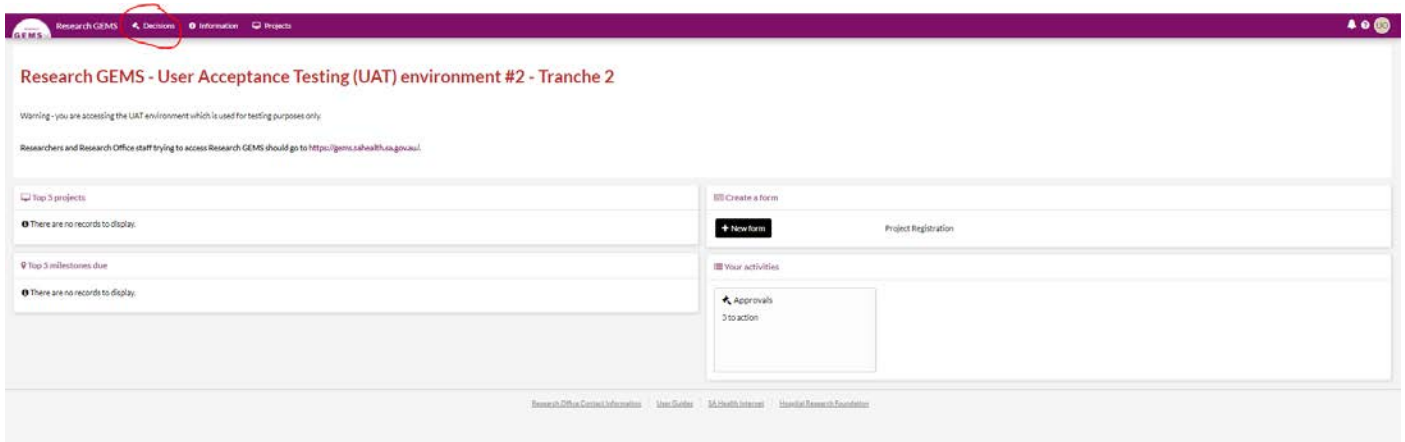 GEMS
Research GEMS Decisions Information Projects
UO
Research GEMS - User Acceptance Testing (UAT) environment #2 - Tranche 2
Warning - you are accessing the UAT environment which is used for testing purposes only.
Researchers and Research Office staff trying to access Research GEMS should go to https://gems.sahealth.sa.gov.au/.
Top 5 projects
There are no records to display.
Top 5 milestones due
There are no records to display.
Create a form
+ New form Project Registration
Your activities
Approvals
3 to action
Research Office Contact Information User Guides SA Health Internet Hospital Research Foundation